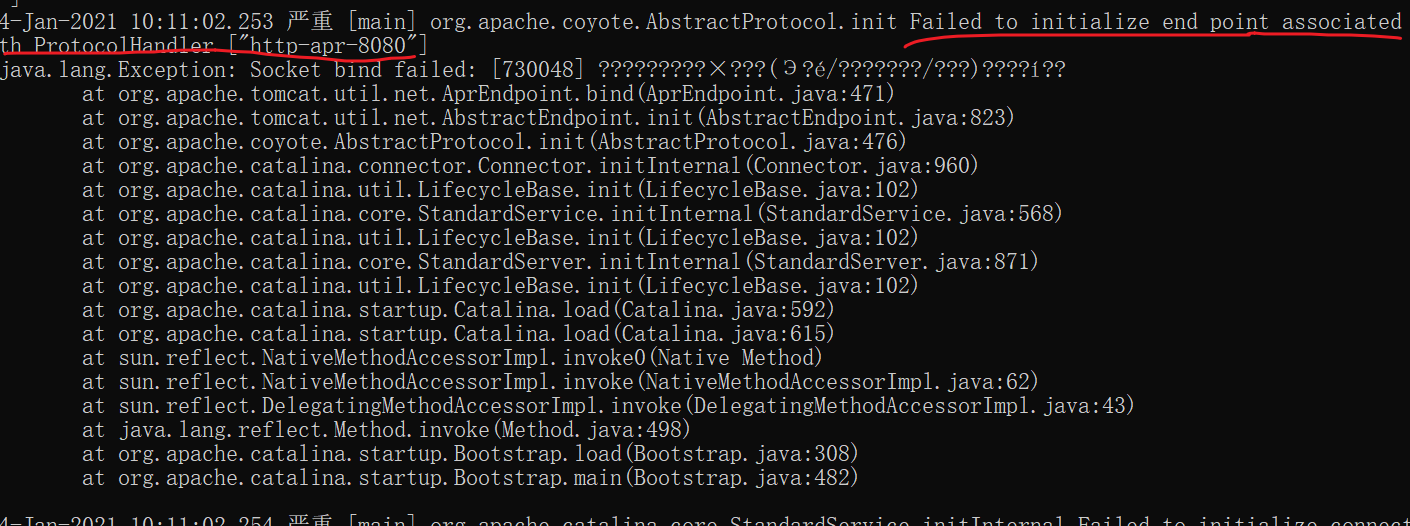 ]
4-Jan-2021 10:11:02.253 严重 [main] org.apache.coyote.AbstractProtocol.init Failed to initialize end point associated
th ProtocolHandler ["http-apr-8080"]
java.lang.Exception: Socket bind failed: [730048] ?????????×???(Э?é/???????/???)????í??
at org.apache.tomcat.util.net.AprEndpoint.bind(AprEndpoint.java:471)
at org.apache.tomcat.util.net.AbstractEndpoint.init(AbstractEndpoint.java:823)
at org.apache.coyote.AbstractProtocol.init(AbstractProtocol.java:476)
at org.apache.catalina.connector.Connector.initInternal(Connector.java:960)
at org.apache.catalina.util.LifecycleBase.init(LifecycleBase.java:102)
at org.apache.catalina.core.StandardService.initInternal(StandardService.java:568)
at org.apache.catalina.util.LifecycleBase.init(LifecycleBase.java:102)
at org.apache.catalina.core.StandardServer.initInternal(StandardServer.java:871)
at org.apache.catalina.util.LifecycleBase.init(LifecycleBase.java:102)
at org.apache.catalina.startup.Catalina.load(Catalina.java:592)
at org.apache.catalina.startup.Catalina.load(Catalina.java:615)
at sun.reflect.NativeMethodAccessorImpl.invoke0(Native Method)
at sun.reflect.NativeMethodAccessorImpl.invoke(NativeMethodAccessorImpl.java:62)
at sun.reflect.DelegatingMethodAccessorImpl.invoke(DelegatingMethodAccessorImpl.java:43)
at java.lang.reflect.Method.invoke(Method.java:498)
at org.apache.catalina.startup.Bootstrap.load(Bootstrap.java:308)
at org.apache.catalina.startup.Bootstrap.main(Bootstrap.java:482)
4-Jan-2021 10:11:02.254 严重 [main] org.apache.catalina.core.StandardService.initInternal Failed to initialize connect